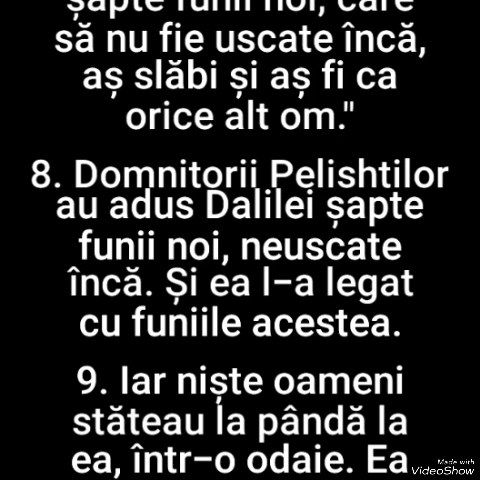 șapte funii noi, care
să nu fie uscate încă,
aș slăbi și aș fi ca
orice alt om."
8. Domnitorii Pelishtilor
au adus Dalilei șapte
funii noi, neuscate
încă. Și ea l-a legat
cu funiile acestea.
9. Iar niște oameni
stăteau la pândă la
ea, într-o odaie. Ea
Made with
VideoShow